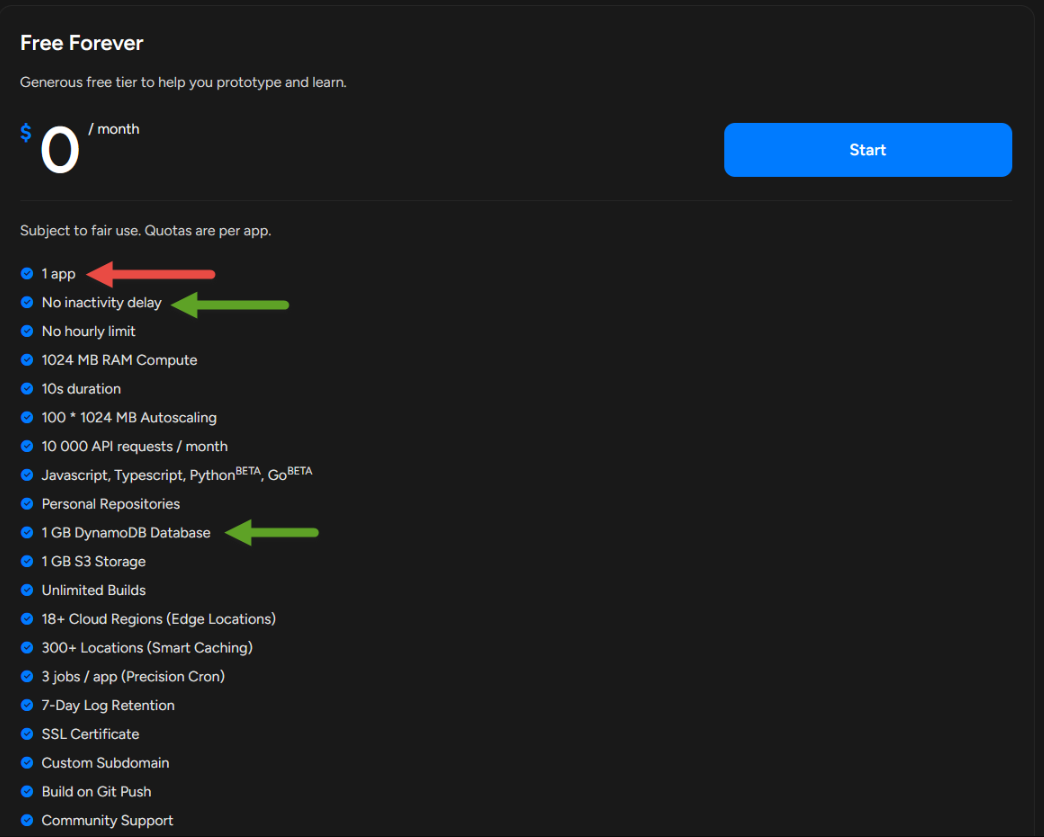 Free Forever
Generous free tier to help you prototype and learn.
$ 0 / month
Start
Subject to fair use. Quotas are per app.
1 app
No inactivity delay
No hourly limit
1024 MB RAM Compute
10s duration
100 * 1024 MB Autoscaling
10 000 API requests / month
Javascript, Typescript, Python BETA, Go BETA
Personal Repositories
1 GB DynamoDB Database
1 GB S3 Storage
Unlimited Builds
18+ Cloud Regions (Edge Locations)
300+ Locations (Smart Caching)
3 jobs / app (Precision Cron)
7-Day Log Retention
SSL Certificate
Custom Subdomain
Build on Git Push
Community Support